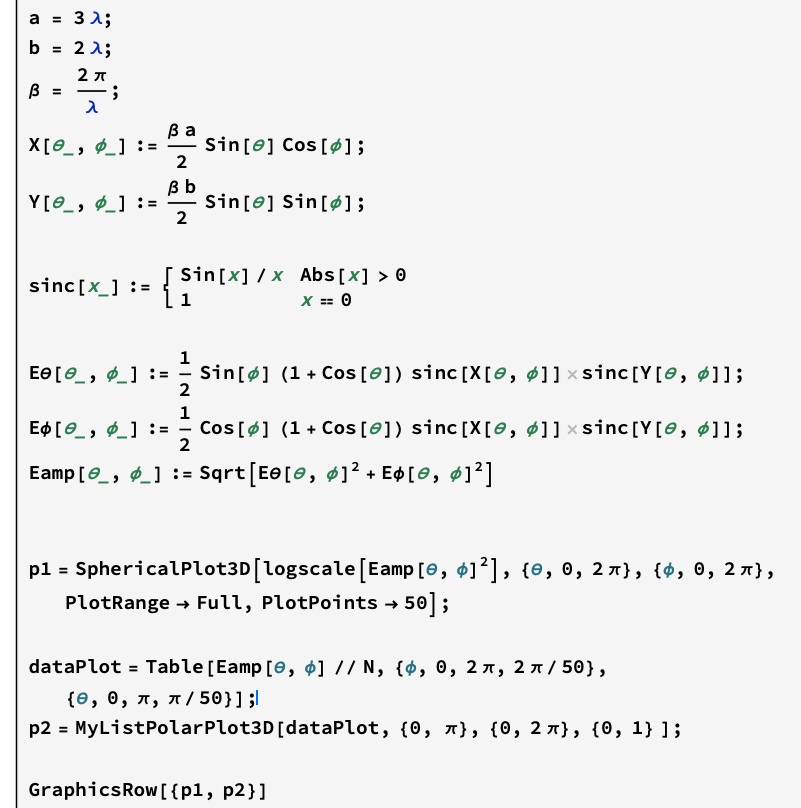 a = 3 λ;
b = 2 λ;
β = 2 π / λ;
X[θ_, ϕ_] := β a / 2 Sin[θ] Cos[ϕ];
Y[θ_, ϕ_] := β b / 2 Sin[θ] Sin[ϕ];
sinc[x_] := { Sin[x] / x Abs[x] > 0
1 x == 0
Eθ[θ_, ϕ_] := 1/2 Sin[ϕ] (1 + Cos[θ]) sinc[X[θ, ϕ]] × sinc[Y[θ, ϕ]];
Eϕ[θ_, ϕ_] := 1/2 Cos[ϕ] (1 + Cos[θ]) sinc[X[θ, ϕ]] × sinc[Y[θ, ϕ]];
Eamp[θ_, ϕ_] := Sqrt[Eθ[θ, ϕ]² + Eϕ[θ, ϕ]²]
p1 = SphericalPlot3D[logscale[Eamp[θ, ϕ]²], {θ, 0, 2 π}, {ϕ, 0, 2 π},
PlotRange → Full, PlotPoints → 50];
dataPlot = Table[Eamp[θ, ϕ] // N, {ϕ, 0, 2 π, 2 π / 50},
{θ, 0, π, π / 50}];
p2 = MyListPolarPlot3D[dataPlot, {0, π}, {0, 2 π}, {0, 1} ];
GraphicsRow[{p1, p2}]